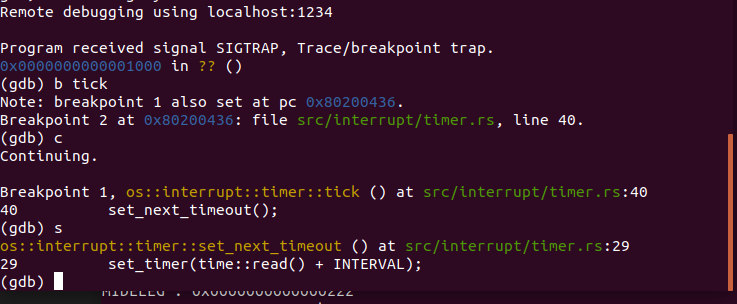 Remote debugging using localhost:1234
Program received signal SIGTRAP, Trace/breakpoint trap.
0x0000000000001000 in ?? ()
(gdb) b tick
Note: breakpoint 1 also set at pc 0x80200436.
Breakpoint 2 at 0x80200436: file src/interrupt/timer.rs, line 40.
(gdb) c
Continuing.
Breakpoint 1, os::interrupt::timer::tick () at src/interrupt/timer.rs:40
40 set_next_timeout();
(gdb) s
os::interrupt::timer::set_next_timeout () at src/interrupt/timer.rs:29
29 set_timer(time::read() + INTERVAL);
(gdb)
MIDELEG : 0x0000000000000222